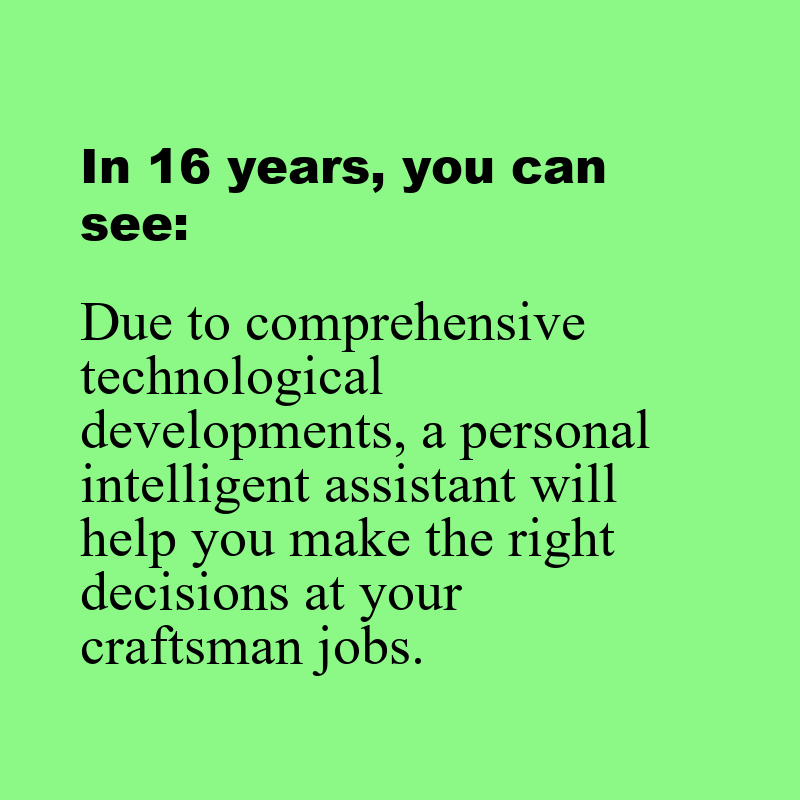 In 16 years, you can
see:
Due to comprehensive
technological
developments, a personal
intelligent assistant will
help you make the right
decisions at your
craftsman jobs.